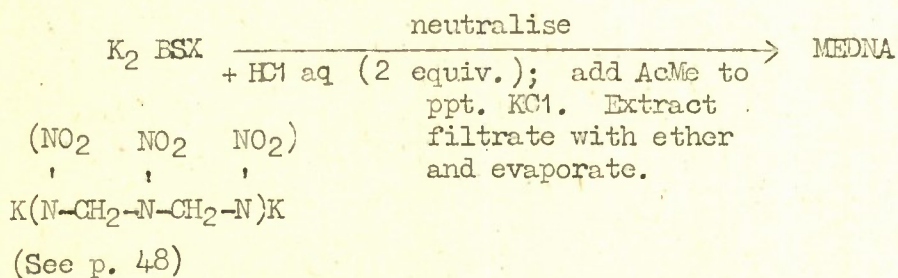 neutralise
K2 BSX → MEDNA
+ HCl aq (2 equiv.); add AcMe to
ppt. KCl. Extract
filtrate with ether
and evaporate.
(NO2 NO2 NO2)
' ' '
K(N-CH2-N-CH2-N)K
(See p. 48)